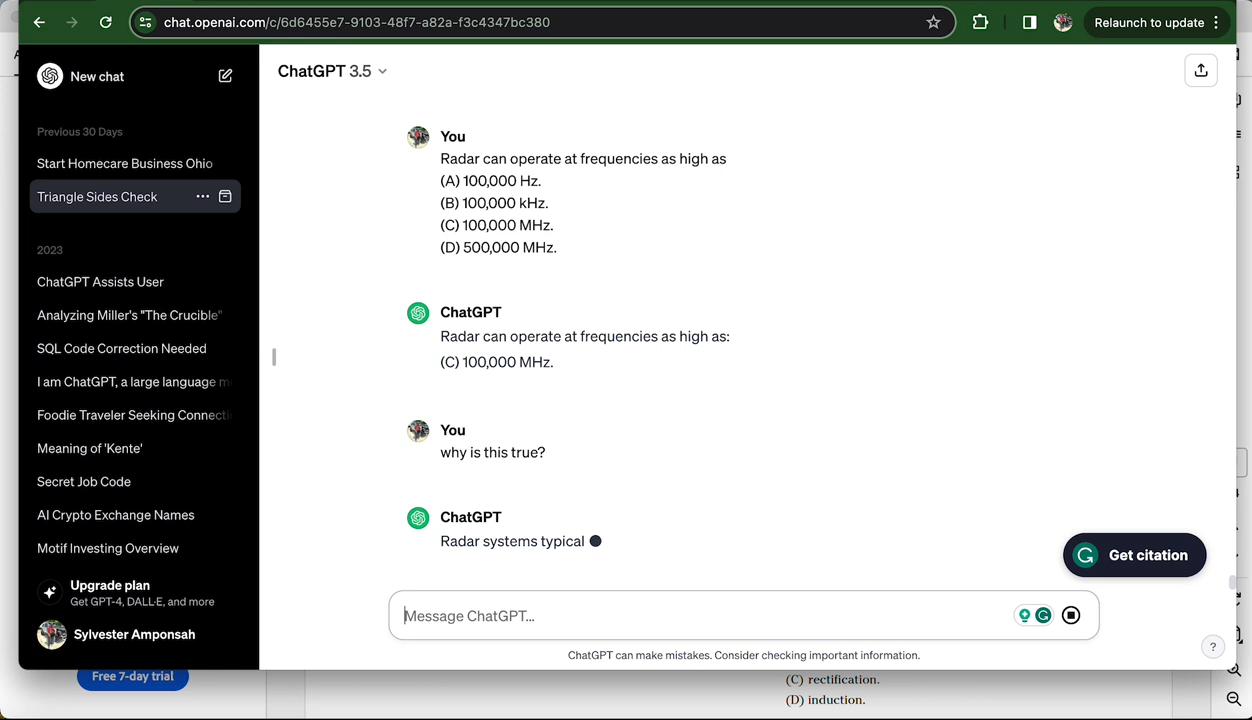 chat.openai.com/c/6d6455e7-9103-48f7-a82a-f3c4347bc380
Relaunch to update
New chat
Previous 30 Days
Start Homecare Business Ohio
Triangle Sides Check
2023
ChatGPT Assists User
Analyzing Miller's "The Crucible"
SQL Code Correction Needed
I am ChatGPT, a large language
Foodie Traveler Seeking
Meaning of 'Kente'
Secret Job Code
AI Crypto Exchange Names
Motif Investing Overview
Upgrade plan
Get GPT-4, DALL·E, and more
Sylvester Amponsah
Free 7-day trial
ChatGPT 3.5
You
Radar can operate at frequencies as high as
(A) 100,000 Hz.
(B) 100,000 kHz.
(C) 100,000 MHz.
(D) 500,000 MHz.
ChatGPT
Radar can operate at frequencies as high as:
(C) 100,000 MHz.
You
why is this true?
ChatGPT
Radar systems typical
Get citation
Message ChatGPT...
ChatGPT can make mistakes. Consider checking important information.
?
(C) rectification.
(D) induction.